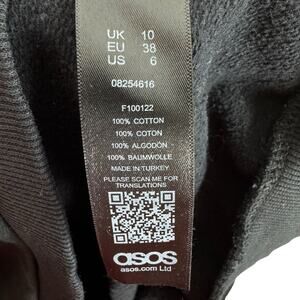 UK 10
EU 38
US 6
08254616
F100122
100% COTTON
100% COTON
100% ALGODÓN
100% BAUMWOLLE
MADE IN TURKEY
PLEASE SCAN ME FOR
TRANSLATIONS
asos
asos.com Ltd